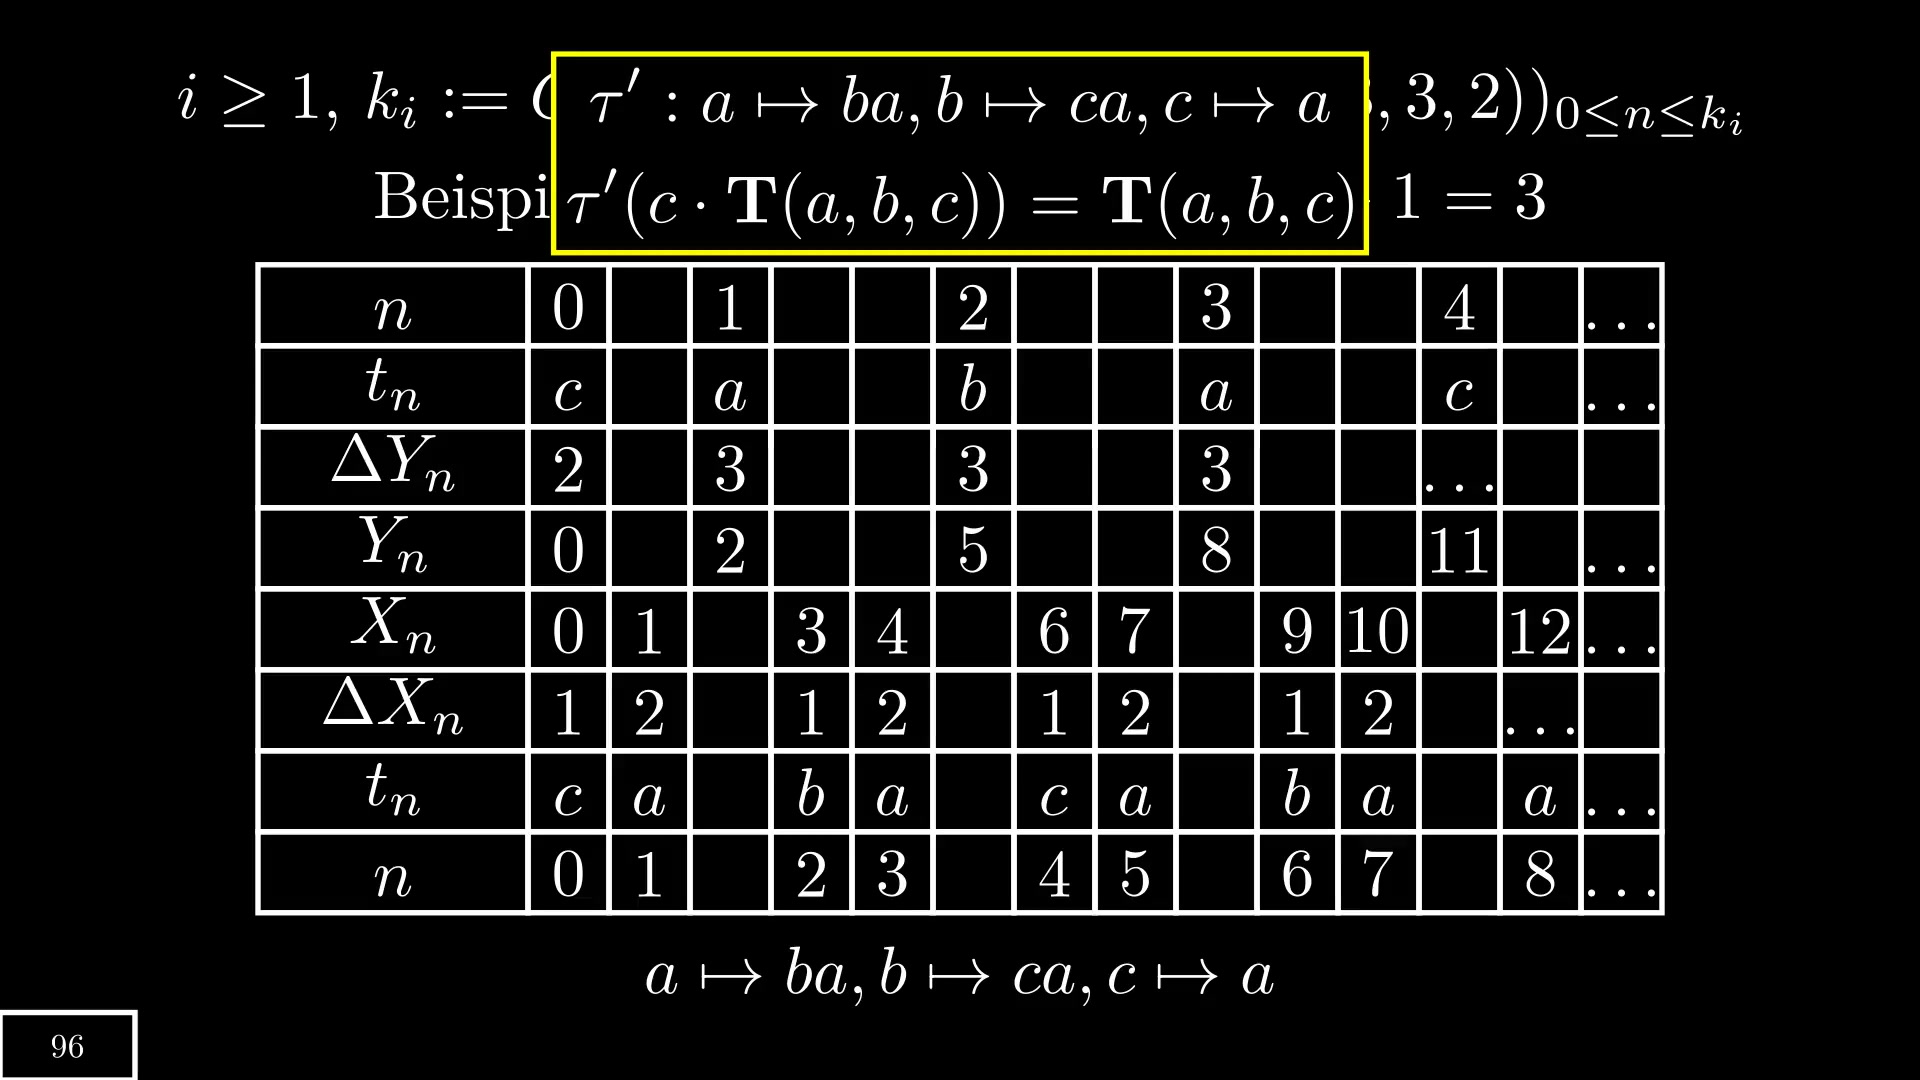 i ≥ 1, k_i := , 3, 2))_{0≤n≤k_i}
τ′ : a ↦ ba, b ↦ ca, c ↦ a
Beispi 1 = 3
τ′(c · T(a, b, c)) = T(a, b, c)
n 0 1 2 3 4 ...
t_n c a b a c ...
ΔY_n 2 3 3 3 ...
Y_n 0 2 5 8 11 ...
X_n 0 1 3 4 6 7 9 10 12 ...
ΔX_n 1 2 1 2 1 2 1 2 ...
t_n c a b a c a b a a ...
n 0 1 2 3 4 5 6 7 8 ...
a ↦ ba, b ↦ ca, c ↦ a
96